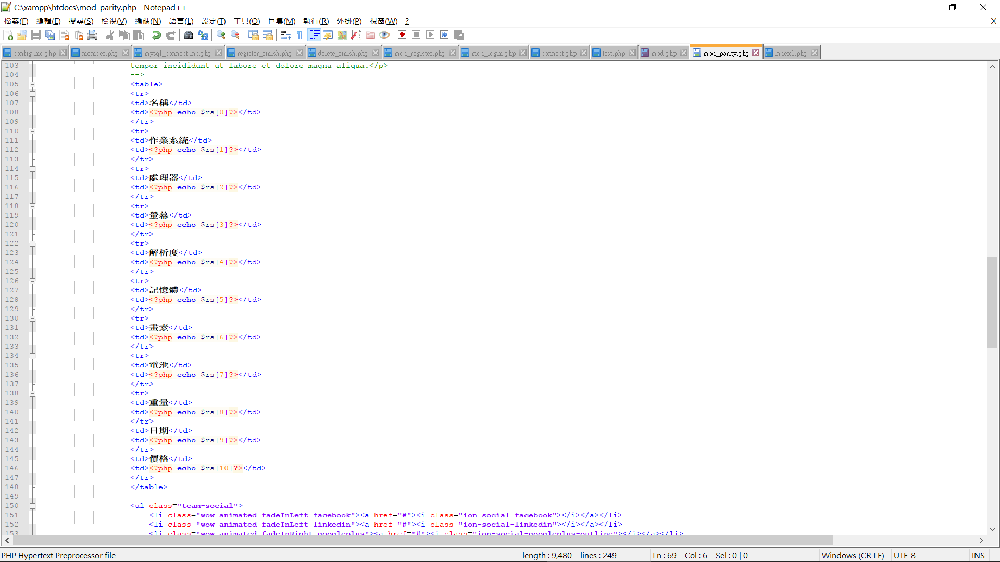 C:\xampp\htdocs\mod_parity.php - Notepad++
檔案(F) 編輯(E) 搜尋(S) 檢視(V) 編碼(N) 語言(L) 設定(T) 工具(O) 巨集(M) 執行(R) 外掛(P) 視窗(W) ? X
config.inc.php member.php mysql_connect.inc.php register_finish.php delete_finish.php mod_register.php mod_login.php connect.php test.php mod.php mod_parity.php index1.php
103 tempor incididunt ut labore et dolore magna aliqua.</p>
104 -->
105 <table>
106 <tr>
107 <td>名稱</td>
108 <td><?php echo $rs[0]?></td>
109 </tr>
110 <tr>
111 <td>作業系統</td>
112 <td><?php echo $rs[1]?></td>
113 </tr>
114 <tr>
115 <td>處理器</td>
116 <td><?php echo $rs[2]?></td>
117 </tr>
118 <tr>
119 <td>螢幕</td>
120 <td><?php echo $rs[3]?></td>
121 </tr>
122 <tr>
123 <td>解析度</td>
124 <td><?php echo $rs[4]?></td>
125 </tr>
126 <tr>
127 <td>記憶體</td>
128 <td><?php echo $rs[5]?></td>
129 </tr>
130 <tr>
131 <td>畫素</td>
132 <td><?php echo $rs[6]?></td>
133 </tr>
134 <tr>
135 <td>電池</td>
136 <td><?php echo $rs[7]?></td>
137 </tr>
138 <tr>
139 <td>重量</td>
140 <td><?php echo $rs[8]?></td>
141 </tr>
142 <td>日期</td>
143 <td><?php echo $rs[9]?></td>
144 </tr>
145 <td>價格</td>
146 <td><?php echo $rs[10]?></td>
147 </tr>
148 </table>
149
150 <ul class="team-social">
151 <li class="wow animated fadeInLeft facebook"><a href="#"><i class="ion-social-facebook"></i></a></li>
152 <li class="wow animated fadeInLeft linkedin"><a href="#"><i class="ion-social-linkedin"></i></a></li>
153 <li class="wow animated fadeInRight googleplus"><a href="#"><i class="ion-social-googleplus-outline"></i></a></li>
PHP Hypertext Preprocessor file length : 9,480 lines : 249 Ln : 69 Col : 6 Sel : 0 | 0 Windows (CR LF) UTF-8 INS